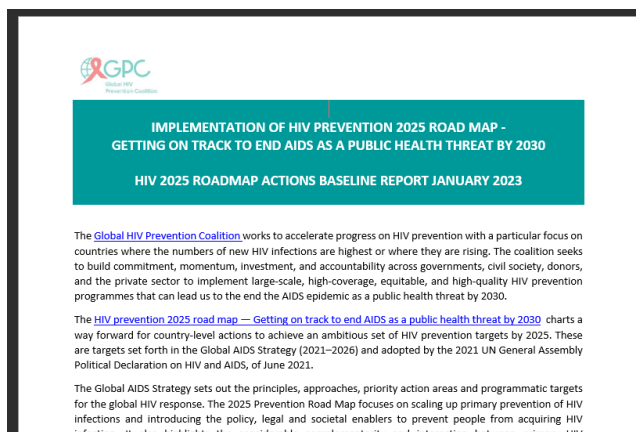 GPC
Global HIV
Prevention Coalition
IMPLEMENTATION OF HIV PREVENTION 2025 ROAD MAP -
GETTING ON TRACK TO END AIDS AS A PUBLIC HEALTH THREAT BY 2030
HIV 2025 ROADMAP ACTIONS BASELINE REPORT JANUARY 2023
The Global HIV Prevention Coalition works to accelerate progress on HIV prevention with a particular focus on
countries where the numbers of new HIV infections are highest or where they are rising. The coalition seeks
to build commitment, momentum, investment, and accountability across governments, civil society, donors,
and the private sector to implement large-scale, high-coverage, equitable, and high-quality HIV prevention
programmes that can lead us to the end the AIDS epidemic as a public health threat by 2030.
The HIV prevention 2025 road map — Getting on track to end AIDS as a public health threat by 2030 charts a
way forward for country-level actions to achieve an ambitious set of HIV prevention targets by 2025. These
are targets set forth in the Global AIDS Strategy (2021–2026) and adopted by the 2021 UN General Assembly
Political Declaration on HIV and AIDS, of June 2021.
The Global AIDS Strategy sets out the principles, approaches, priority action areas and programmatic targets
for the global HIV response. The 2025 Prevention Road Map focuses on scaling up primary prevention of HIV
infections and introducing the policy, legal and societal enablers to prevent people from acquiring HIV